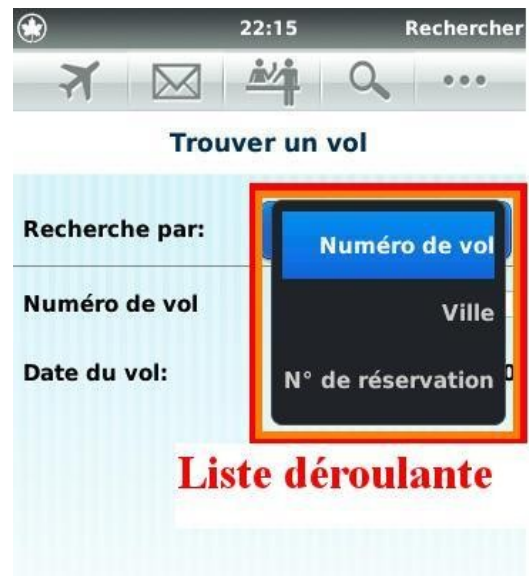 22:15 Rechercher
Trouver un vol
Recherche par:
Numéro de vol
Ville
Numéro de vol
N° de réservation
Date du vol:
Liste déroulante